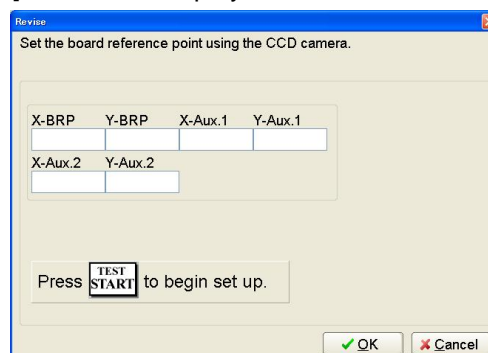 Revise
Set the board reference point using the CCD camera.
X-BRP Y-BRP X-Aux.1 Y-Aux.1
X-Aux.2 Y-Aux.2
Press TEST START to begin set up.
OK Cancel